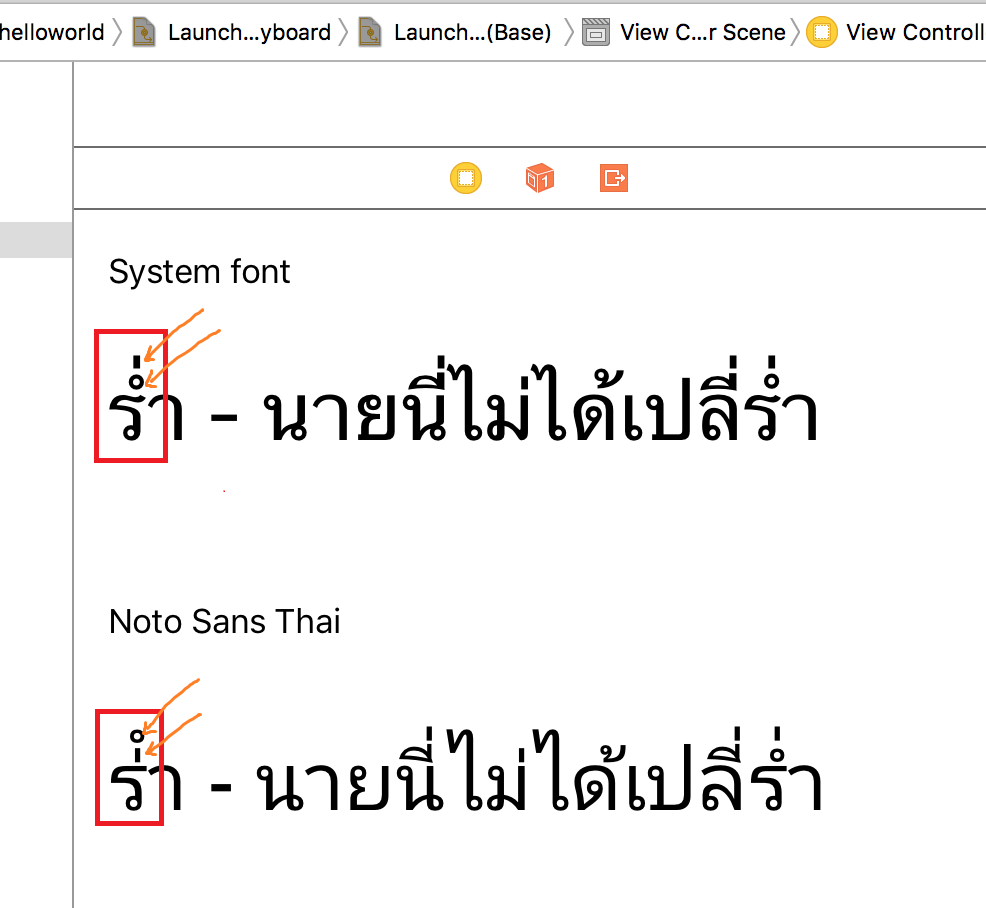 helloworld Launch...yboard Launch...(Base) View C...r Scene View Controll
System font
ร่ำ - นายนี่ไม่ได้เปลี่ร่ำ
Noto Sans Thai
ร่ำ - นายนี่ไม่ได้เปลี่ร่ำ